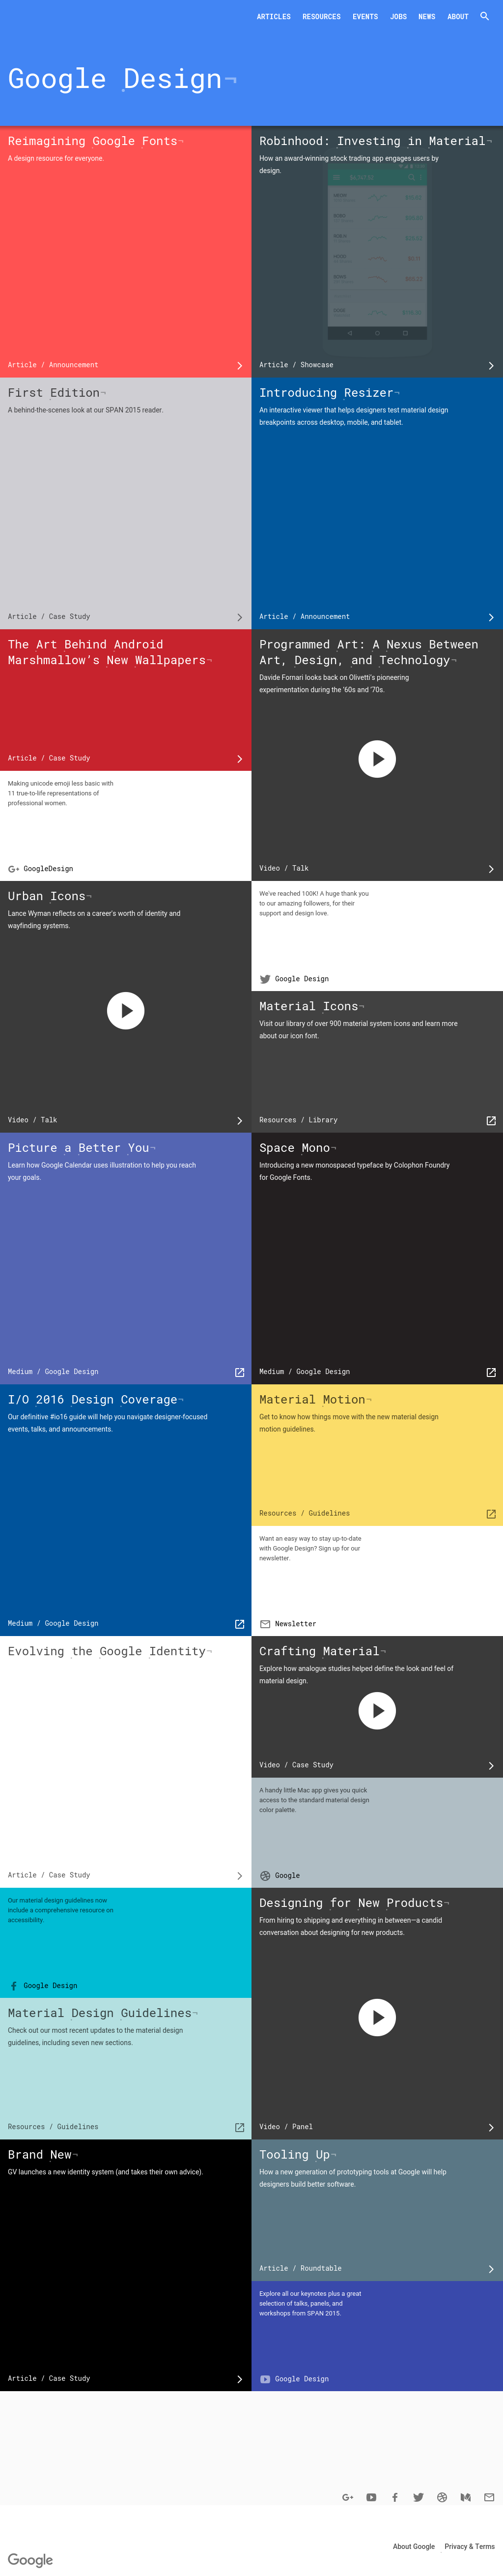 ARTICLES RESOURCES EVENTS JOBS NEWS ABOUT
Google Design¬
Reimagining Google Fonts¬
A design resource for everyone.
Article / Announcement
Robinhood: Investing in Material¬
How an award-winning stock trading app engages users by
design.
Article / Showcase
First Edition¬
A behind-the-scenes look at our SPAN 2015 reader.
Article / Case Study
Introducing Resizer¬
An interactive viewer that helps designers test material design
breakpoints across desktop, mobile, and tablet.
Article / Announcement
The Art Behind Android
Marshmallow’s New Wallpapers¬
Article / Case Study
Programmed Art: A Nexus Between
Art, Design, and Technology¬
Davide Fornari looks back on Olivetti’s pioneering
experimentation during the ’60s and ’70s.
Video / Talk
Making unicode emoji less basic with
11 true-to-life representations of
professional women.
G+ GoogleDesign
Urban Icons¬
Lance Wyman reflects on a career's worth of identity and
wayfinding systems.
Video / Talk
We've reached 100K! A huge thank you
to our amazing followers, for their
support and design love.
Google Design
Material Icons¬
Visit our library of over 900 material system icons and learn more
about our icon font.
Resources / Library
Picture a Better You¬
Learn how Google Calendar uses illustration to help you reach
your goals.
Medium / Google Design
Space Mono¬
Introducing a new monospaced typeface by Colophon Foundry
for Google Fonts.
Medium / Google Design
I/O 2016 Design Coverage¬
Our definitive #io16 guide will help you navigate designer-focused
events, talks, and announcements.
Medium / Google Design
Material Motion¬
Get to know how things move with the new material design
motion guidelines.
Resources / Guidelines
Want an easy way to stay up-to-date
with Google Design? Sign up for our
newsletter.
Newsletter
Evolving the Google Identity¬
Article / Case Study
Crafting Material¬
Explore how analogue studies helped define the look and feel of
material design.
Video / Case Study
A handy little Mac app gives you quick
access to the standard material design
color palette.
Google
Our material design guidelines now
include a comprehensive resource on
accessibility.
Google Design
Material Design Guidelines¬
Check out our most recent updates to the material design
guidelines, including seven new sections.
Resources / Guidelines
Designing for New Products¬
From hiring to shipping and everything in between—a candid
conversation about designing for new products.
Video / Panel
Brand New¬
GV launches a new identity system (and takes their own advice).
Article / Case Study
Tooling Up¬
How a new generation of prototyping tools at Google will help
designers build better software.
Article / Roundtable
Explore all our keynotes plus a great
selection of talks, panels, and
workshops from SPAN 2015.
Google Design
G+
About Google Privacy & Terms
Google